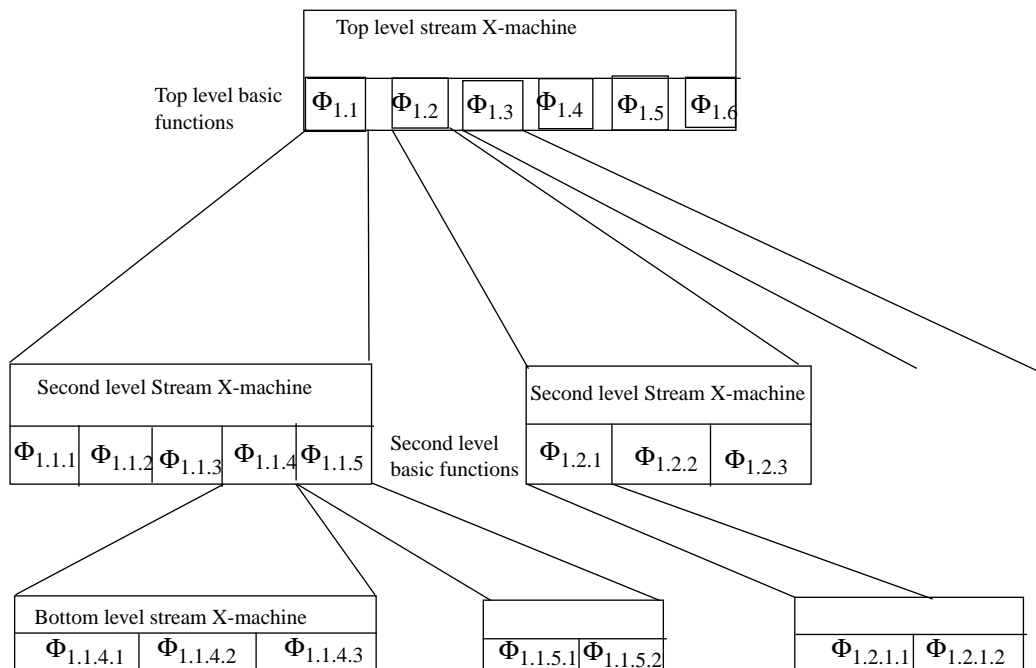 Top level stream X-machine
Top level basic
functions
Φ1.1 Φ1.2 Φ1.3 Φ1.4 Φ1.5 Φ1.6
Second level Stream X-machine
Φ1.1.1 Φ1.1.2 Φ1.1.3 Φ1.1.4 Φ1.1.5
Second level
basic functions
Second level Stream X-machine
Φ1.2.1 Φ1.2.2 Φ1.2.3
Bottom level stream X-machine
Φ1.1.4.1 Φ1.1.4.2 Φ1.1.4.3
Φ1.1.5.1 Φ1.1.5.2
Φ1.2.1.1 Φ1.2.1.2